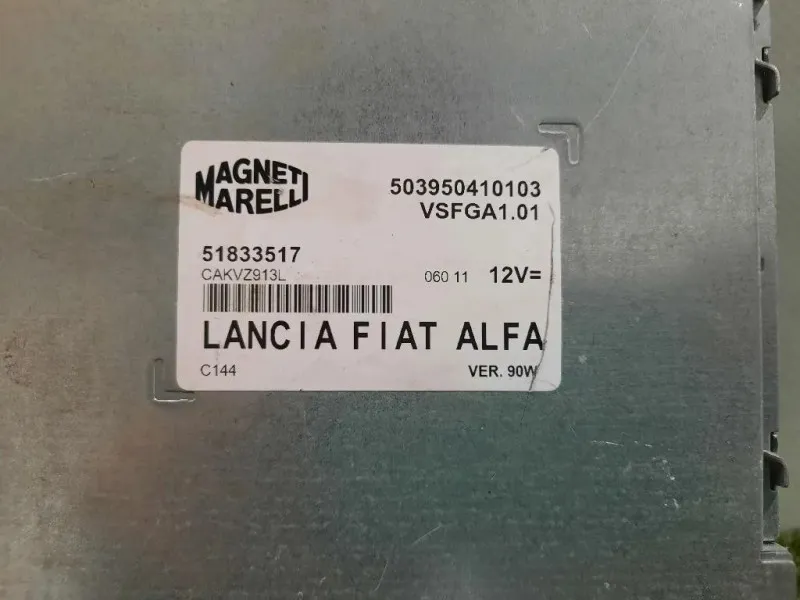 MAGNETI
MARELLI
503950410103
VSFGA1.01
51833517
CAKVZ913L
060 11 12V=
LANCIA FIAT ALFA
C144 VER. 90W